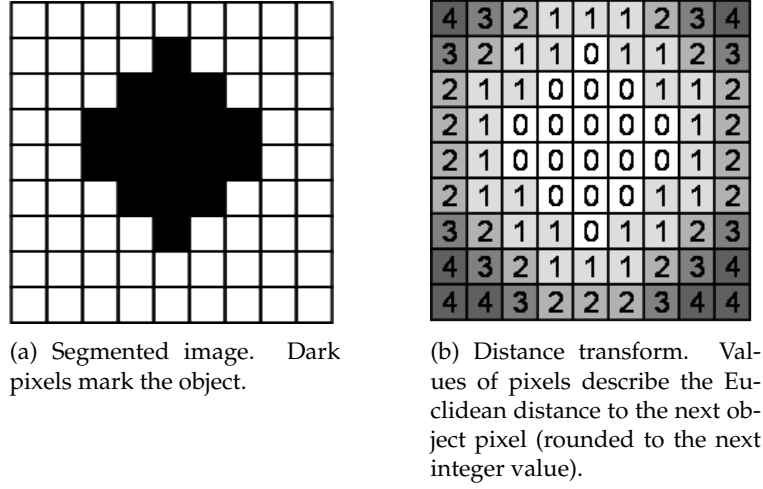 4 3 2 1 1 1 2 3 4
3 2 1 1 0 1 1 2 3
2 1 1 0 0 0 1 1 2
2 1 0 0 0 0 0 1 2
2 1 0 0 0 0 0 1 2
2 1 1 0 0 0 1 1 2
3 2 1 1 0 1 1 2 3
4 3 2 1 1 1 2 3 4
4 4 3 2 2 2 3 4 4
(a) Segmented image. Dark
pixels mark the object.
(b) Distance transform. Val-
ues of pixels describe the Eu-
clidean distance to the next ob-
ject pixel (rounded to the next
integer value).